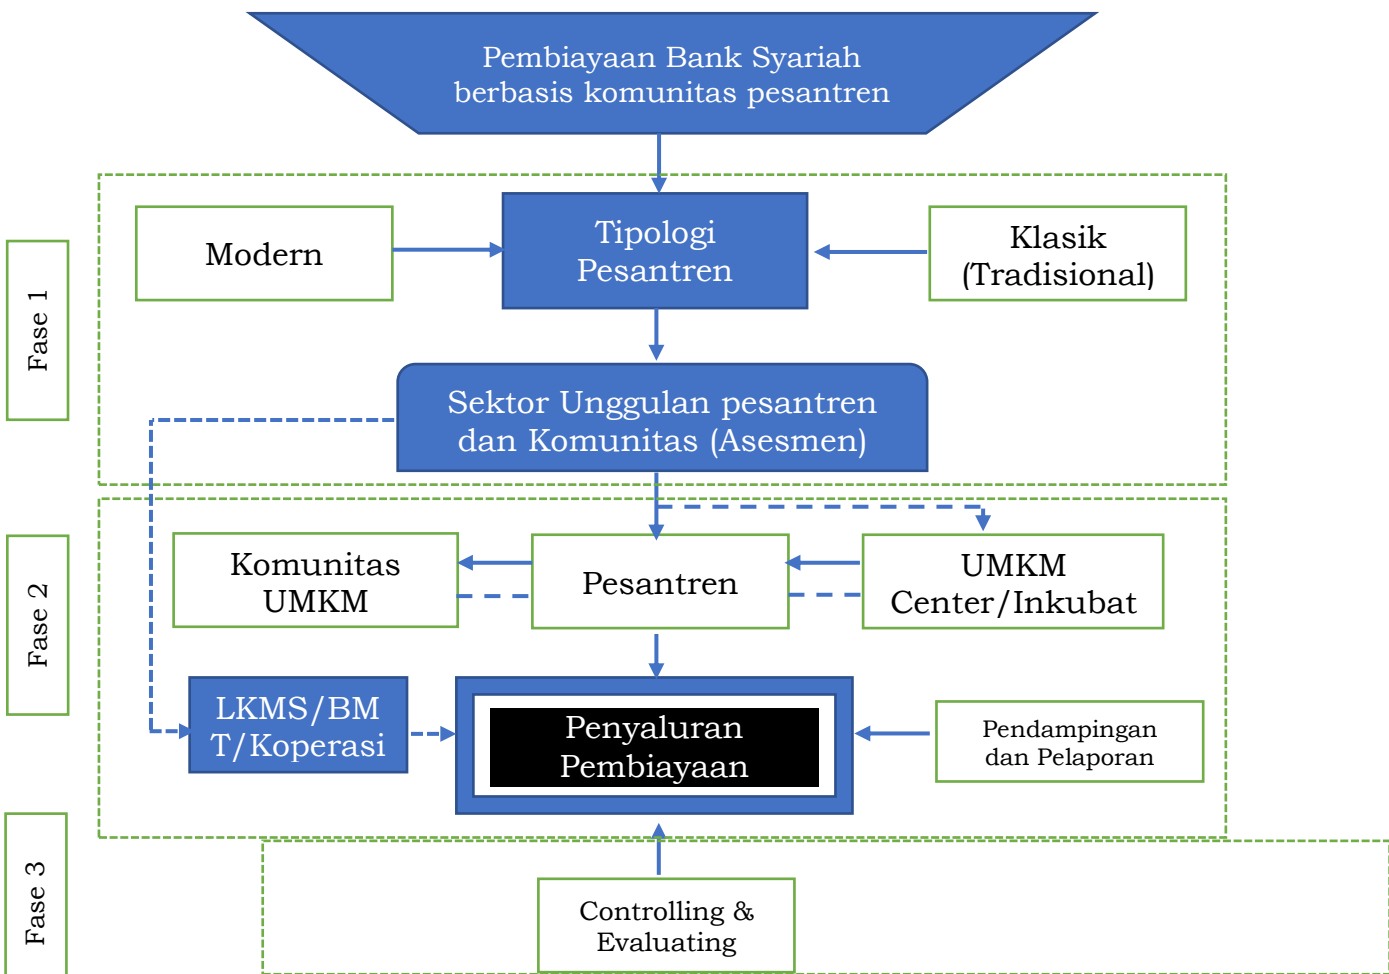 Pembiayaan Bank Syariah
berbasis komunitas pesantren
Fase 1
Modern
Tipologi
Pesantren
Klasik
(Tradisional)
Sektor Unggulan pesantren
dan Komunitas (Asesmen)
Fase 2
Komunitas
UMKM
Pesantren
UMKM
Center/Inkubat
LKMS/BM
T/Koperasi
Penyaluran
Pembiayaan
Pendampingan
dan Pelaporan
Fase 3
Controlling &
Evaluating